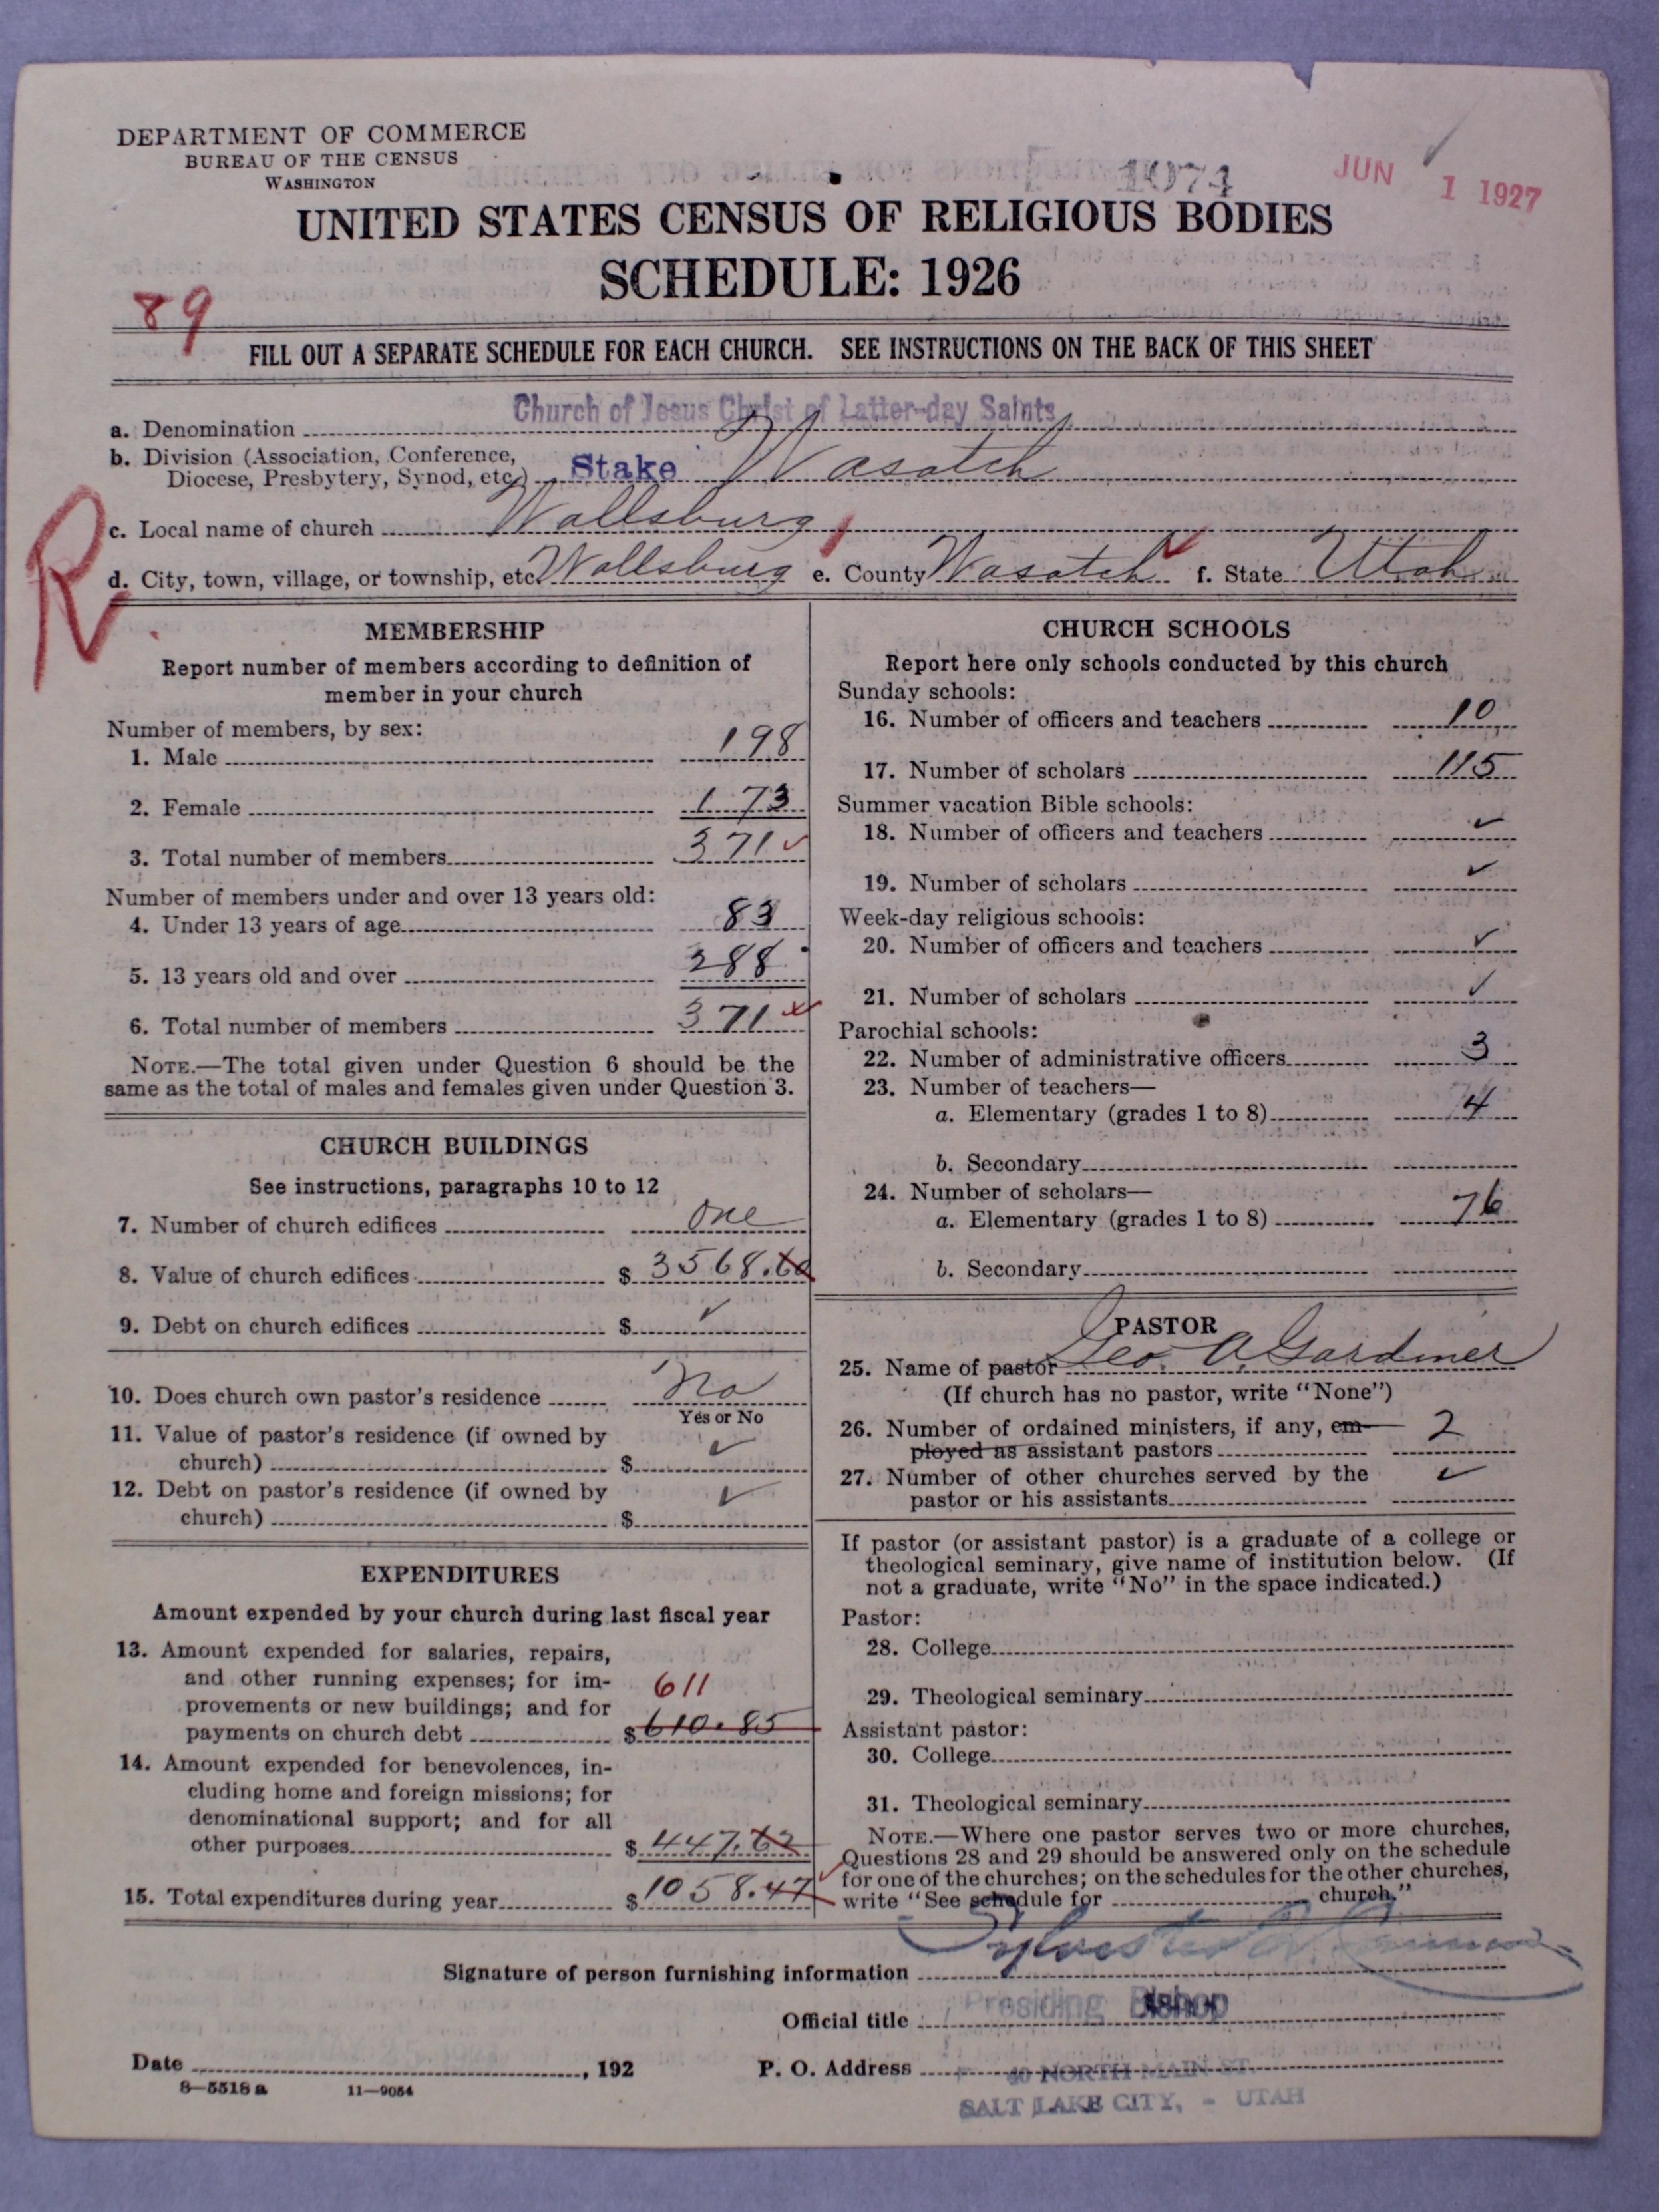 DEPARTMENT OF COMMERCE
BUREAU OF THE CENSUS
WASHINGTON
1974
JUN 1 1927
UNITED STATES CENSUS OF RELIGIOUS BODIES
SCHEDULE: 1926
89
FILL OUT A SEPARATE SCHEDULE FOR EACH CHURCH. SEE INSTRUCTIONS ON THE BACK OF THIS SHEET
a. Denomination Church of Jesus Christ of Latter-day Saints
b. Division (Association, Conference,
Diocese, Presbytery, Synod, etc.) Stake Wasatch
c. Local name of church Wallsburg
R
d. City, town, village, or township, etc. Wallsburg e. County Wasatch f. State Utah
MEMBERSHIP
Report number of members according to definition of
member in your church
Number of members, by sex:
1. Male 198
2. Female 173
3. Total number of members 371
Number of members under and over 13 years old:
4. Under 13 years of age 83
5. 13 years old and over 288
6. Total number of members 371
NOTE.—The total given under Question 6 should be the
same as the total of males and females given under Question 3.
CHURCH BUILDINGS
See instructions, paragraphs 10 to 12
7. Number of church edifices one
8. Value of church edifices $ 3568.60
9. Debt on church edifices $ ✓
10. Does church own pastor's residence No
Yes or No
11. Value of pastor's residence (if owned by
church) $ ✓
12. Debt on pastor's residence (if owned by
church) $ ✓
EXPENDITURES
Amount expended by your church during last fiscal year
13. Amount expended for salaries, repairs,
and other running expenses; for im-
provements or new buildings; and for 611
payments on church debt $ 610.85
14. Amount expended for benevolences, in-
cluding home and foreign missions; for
denominational support; and for all
other purposes $ 447.62
15. Total expenditures during year $ 1058.47
CHURCH SCHOOLS
Report here only schools conducted by this church
Sunday schools:
16. Number of officers and teachers 10
17. Number of scholars 115
Summer vacation Bible schools:
18. Number of officers and teachers ✓
19. Number of scholars ✓
Week-day religious schools:
20. Number of officers and teachers ✓
21. Number of scholars ✓
Parochial schools:
22. Number of administrative officers 3
23. Number of teachers—
a. Elementary (grades 1 to 8) 4
b. Secondary
24. Number of scholars—
a. Elementary (grades 1 to 8) 76
b. Secondary
PASTOR
25. Name of pastor Geo. A. Gardner
(If church has no pastor, write "None")
26. Number of ordained ministers, if any, em-
ployed as assistant pastors 2
27. Number of other churches served by the
pastor or his assistants ✓
If pastor (or assistant pastor) is a graduate of a college or
theological seminary, give name of institution below. (If
not a graduate, write "No" in the space indicated.)
Pastor:
28. College
29. Theological seminary
Assistant pastor:
30. College
31. Theological seminary
NOTE.—Where one pastor serves two or more churches,
Questions 28 and 29 should be answered only on the schedule
for one of the churches; on the schedules for the other churches,
write "See schedule for church."
Signature of person furnishing information Sylvester Q. Cannon
Official title Presiding Bishop
Date , 192 P. O. Address 40 NORTH MAIN ST.
8—5518 a 11—9054
SALT LAKE CITY, - UTAH